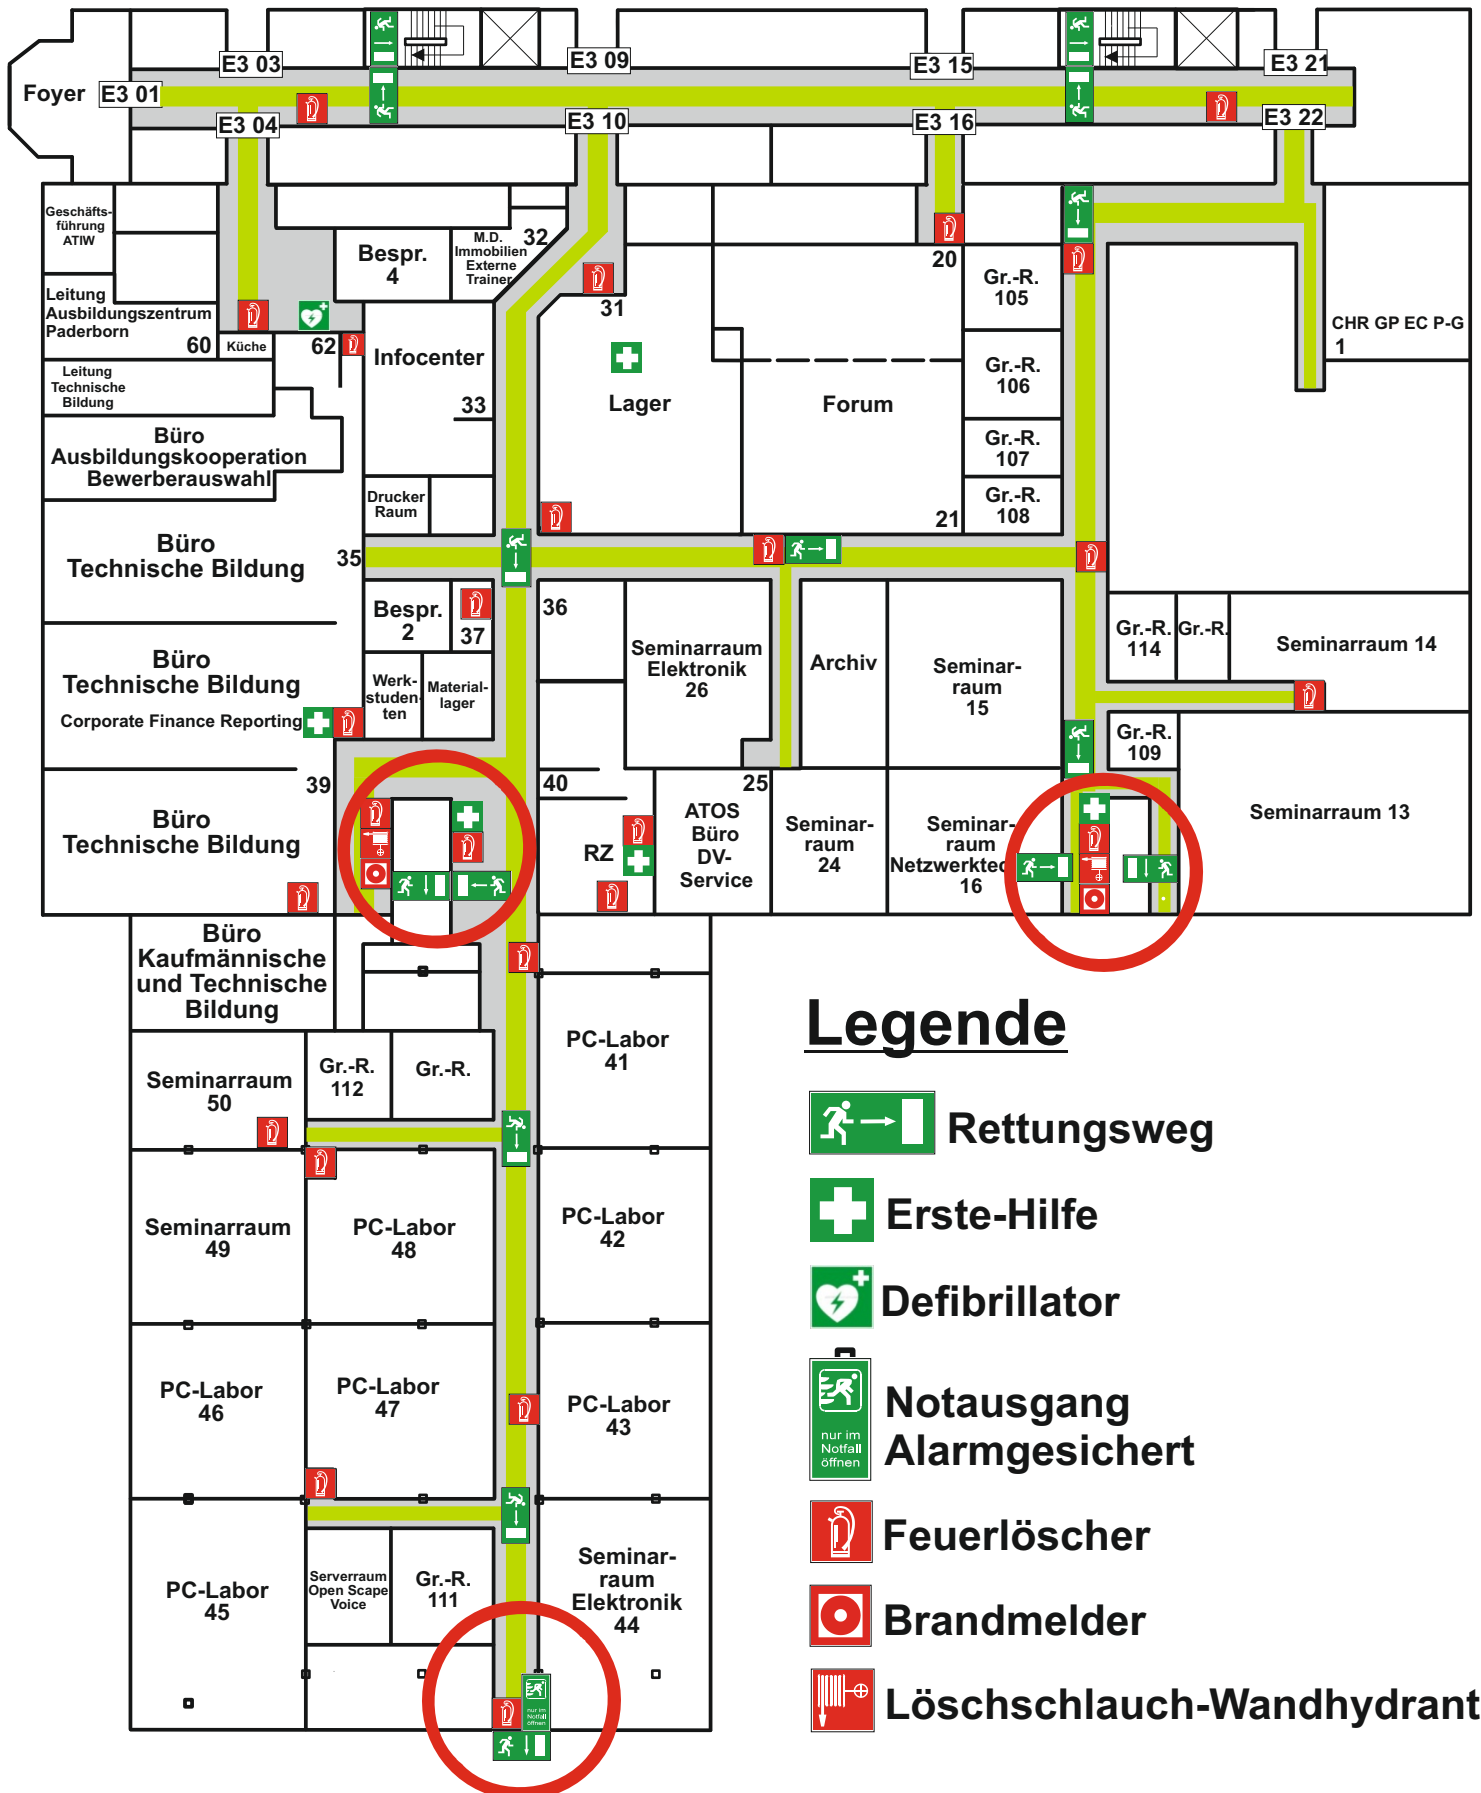 E3 03
E3 09
E3 15
E3 21
Foyer
E3 01
E3 04
E3 10
E3 16
E3 22
Geschäfts-
führung
ATIW
Bespr.
4
M.D.
Immobilien
Externe
Trainer
32
20
Gr.-R.
105
Leitung
Ausbildungszentrum
Paderborn
60
Küche
62
31
Infocenter
33
Lager
Forum
Gr.-R.
106
CHR GP EC P-G
1
Leitung
Technische
Bildung
Büro
Ausbildungskooperation
Bewerberauswahl
Gr.-R.
107
Drucker
Raum
Gr.-R.
108
21
Büro
Technische Bildung
35
Bespr.
2
37
36
Seminarraum
Elektronik
26
Archiv
Seminar-
raum
15
Gr.-R.
114
Gr.-R.
Seminarraum 14
Büro
Technische Bildung
Corporate Finance Reporting
Werk-
studen-
ten
Material-
lager
Gr.-R.
109
39
40
25
Büro
Technische Bildung
RZ
ATOS
Büro
DV-
Service
Seminar-
raum
24
Seminar-
raum
Netzwerktec
16
Seminarraum 13
Büro
Kaufmännische
und Technische
Bildung
PC-Labor
41
Seminarraum
50
Gr.-R.
112
Gr.-R.
Seminarraum
49
PC-Labor
48
PC-Labor
42
PC-Labor
46
PC-Labor
47
PC-Labor
43
PC-Labor
45
Serverraum
Open Scape
Voice
Gr.-R.
111
Seminar-
raum
Elektronik
44
nur im
Notfall
öffnen
Legende
Rettungsweg
Erste-Hilfe
Defibrillator
nur im
Notfall
öffnen
Notausgang
Alarmgesichert
Feuerlöscher
Brandmelder
Löschschlauch-Wandhydrant